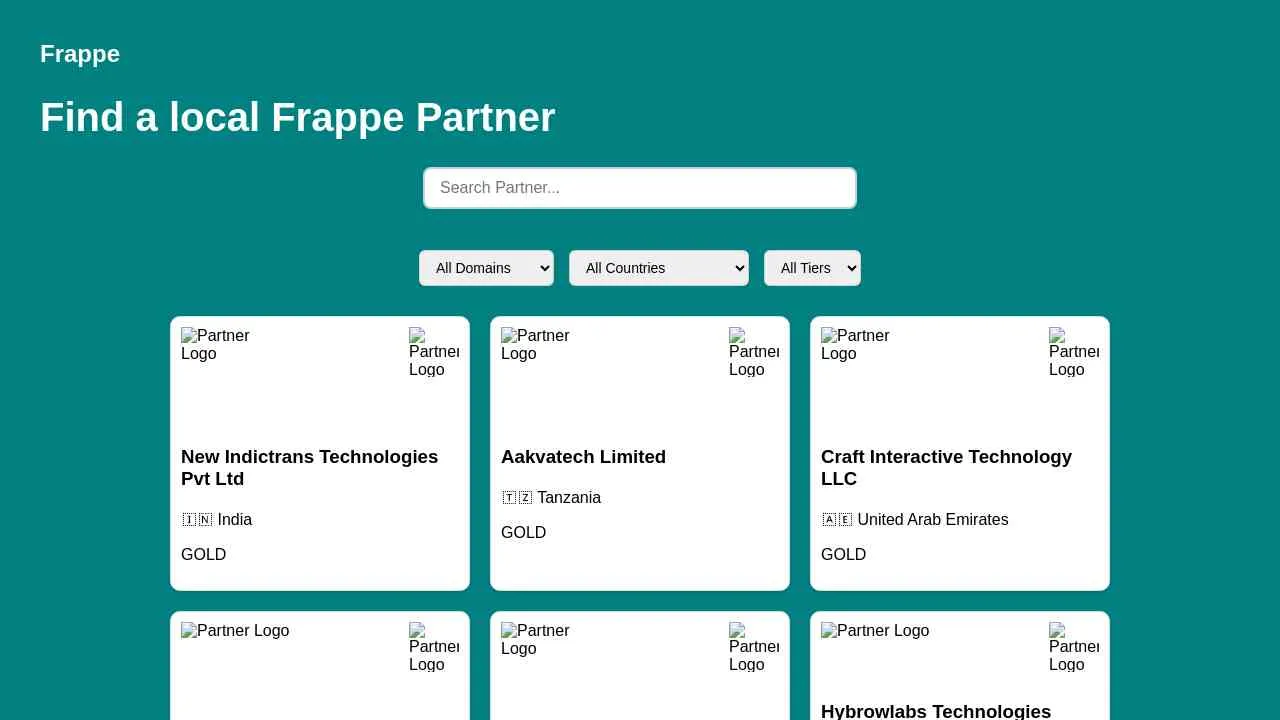 Frappe
Find a local Frappe Partner
Search Partner...
All Domains
All Countries
All Tiers
Partner
Logo
Partner
Logo
New Indictrans Technologies
Pvt Ltd
🇮🇳 India
GOLD
Partner
Logo
Partner
Logo
Aakvatech Limited
🇹🇿 Tanzania
GOLD
Partner
Logo
Partner
Logo
Craft Interactive Technology
LLC
🇦🇪 United Arab Emirates
GOLD
Partner Logo
Partner
Logo
Partner
Logo
Partner
Logo
Partner Logo
Partner
Logo
Hybrowlabs Technologies